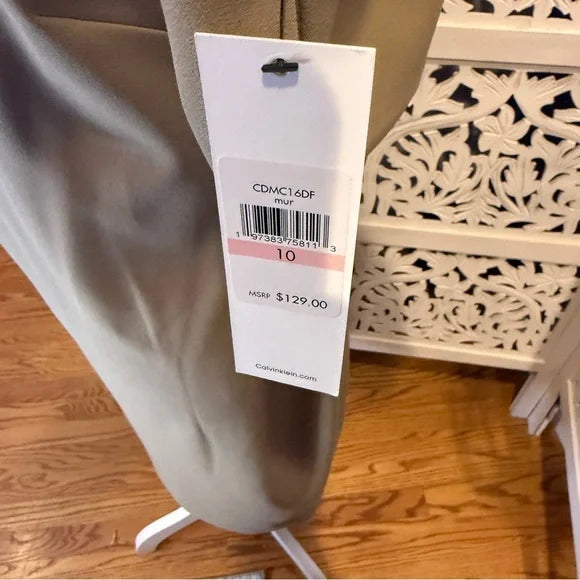 CDMC16DF
mur
1 97383 75811 3
10
MSRP $129.00
Calvinklein.com